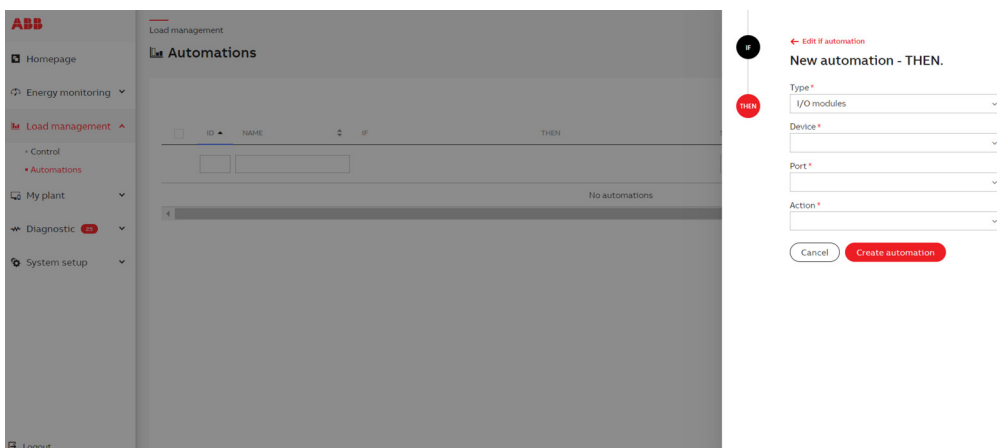 ABB
Homepage
Energy monitoring
Load management
Control
Automations
My plant
Diagnostic 25
System setup
Logout
Load management
Automations
ID NAME IF THEN
No automations
IF
THEN
← Edit if automation
New automation - THEN.
Type*
I/O modules
Device*
Port*
Action*
Cancel Create automation